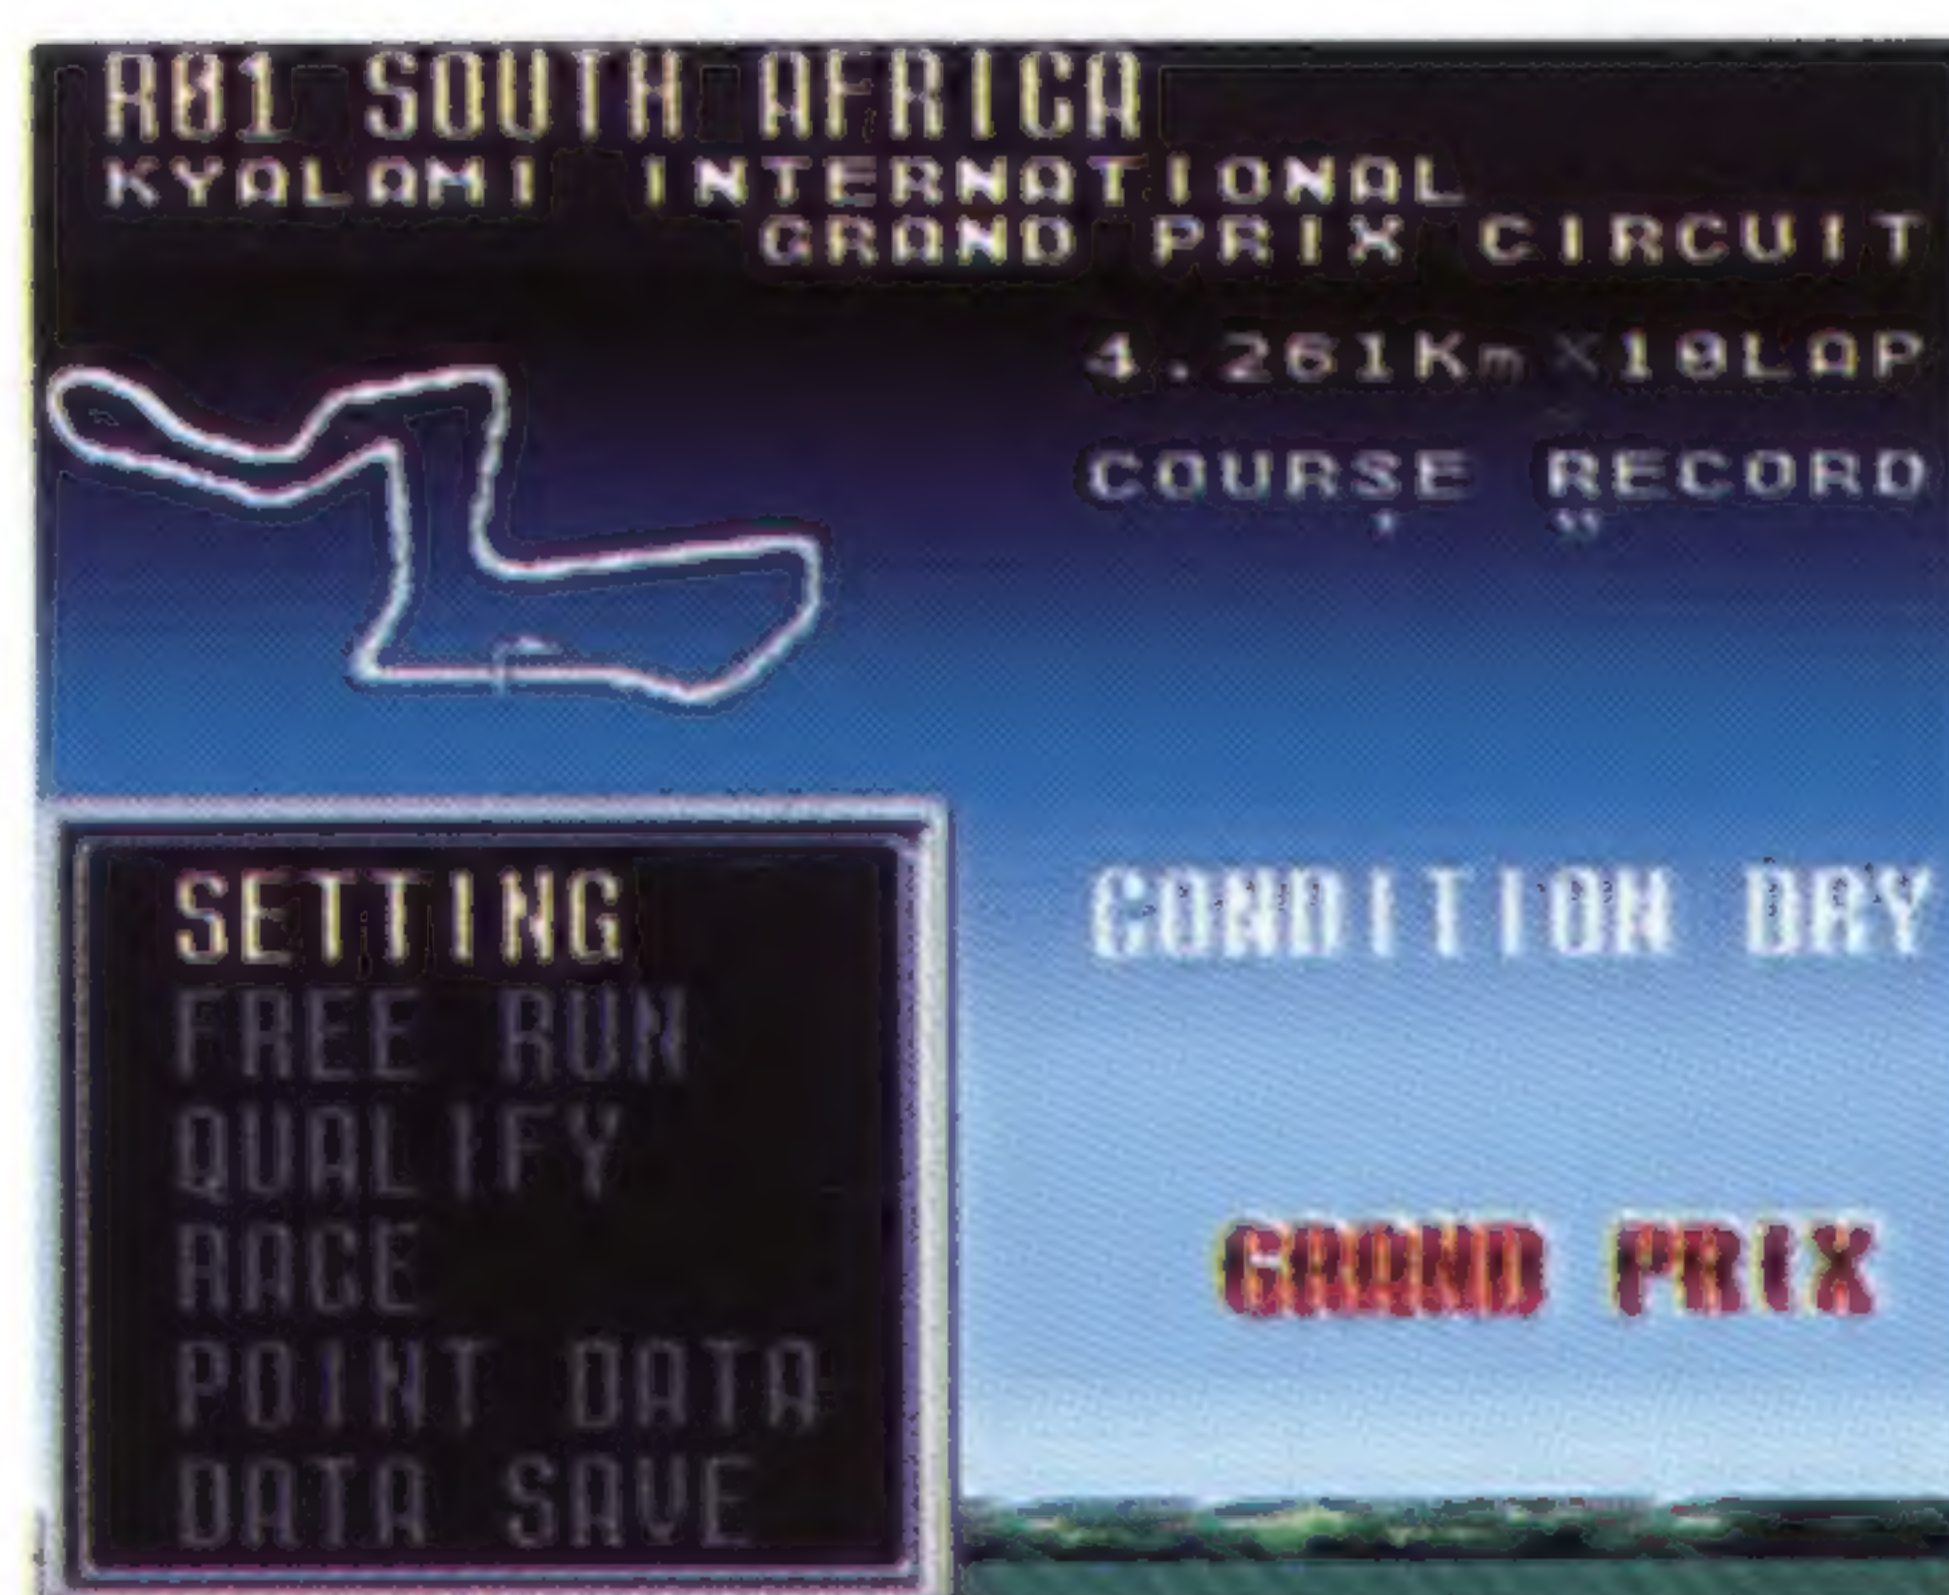 R01 SOUTH AFRICA
KYALAMI INTERNATIONAL
GRAND PRIX CIRCUIT
4.261Km×10LAP
COURSE RECORD
' "
SETTING
FREE RUN
QUALIFY
RACE
POINT DATA
DATA SAVE
CONDITION DRY
GRAND PRIX